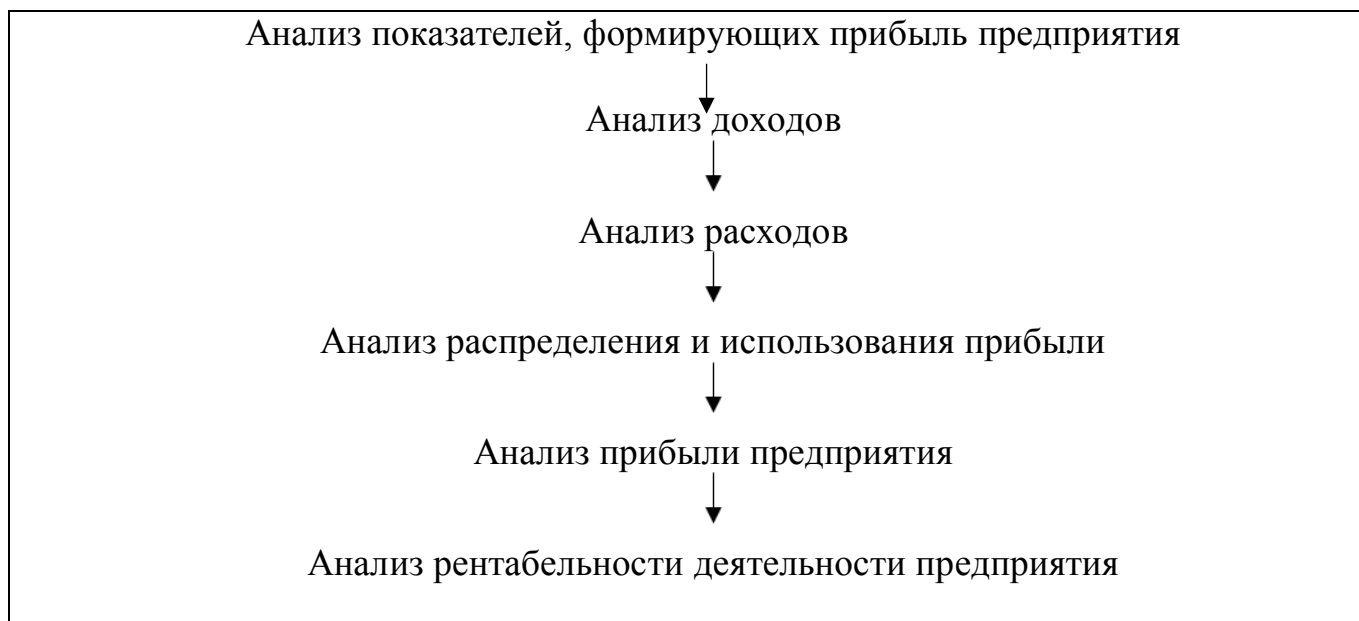 Анализ показателей, формирующих прибыль предприятия
Анализ доходов
Анализ расходов
Анализ распределения и использования прибыли
Анализ прибыли предприятия
Анализ рентабельности деятельности предприятия